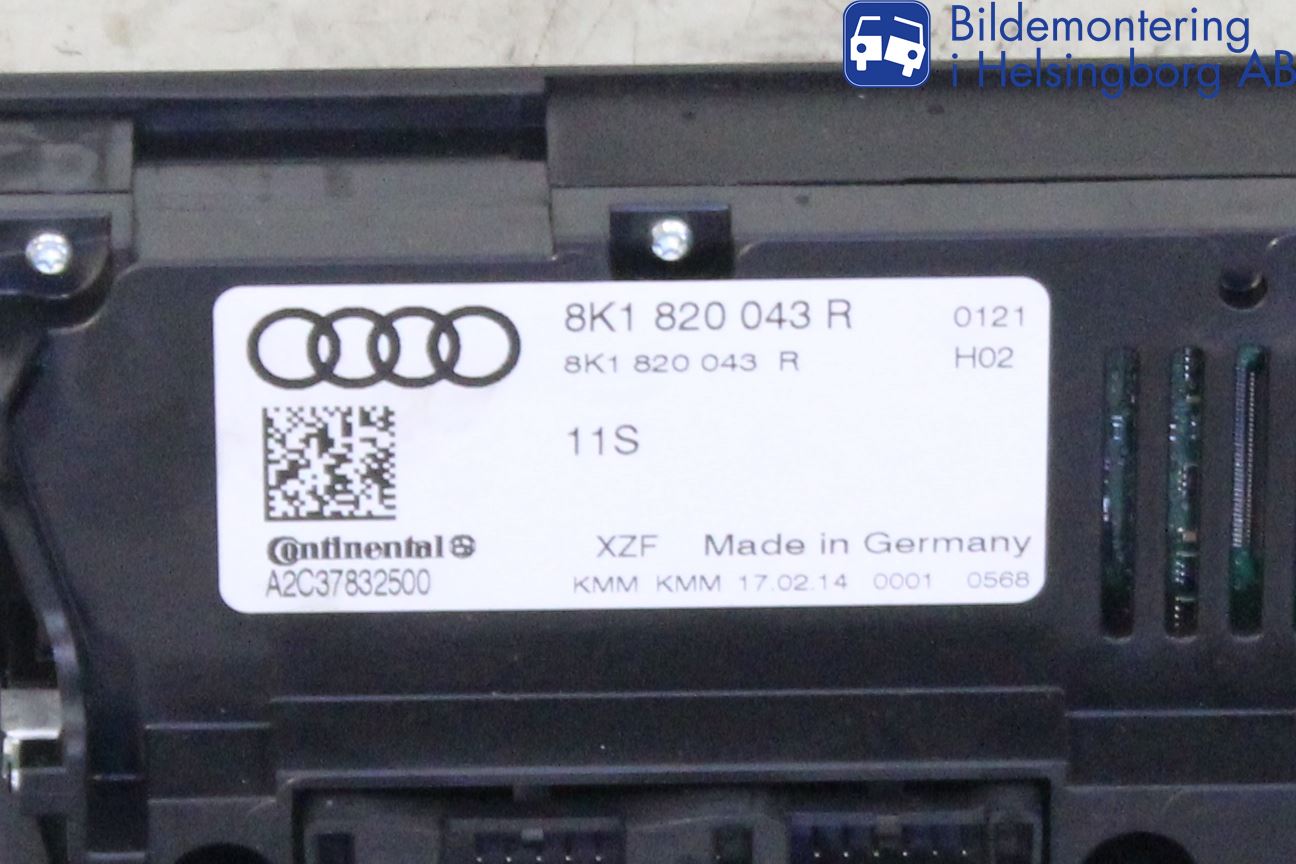 Bildemontering
i Helsingborg AB
8K1 820 043 R 0121
8K1 820 043 R H02
11S
Continental
XZF Made in Germany
A2C37832500
KMM KMM 17.02.14 0001 0568